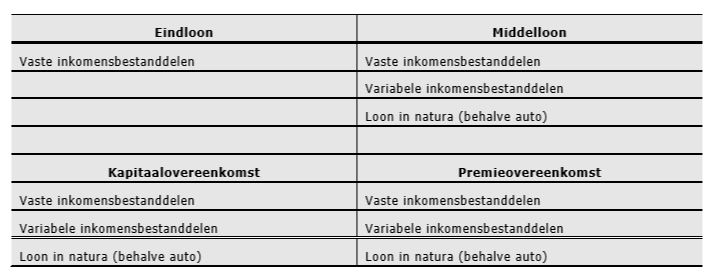 Eindloon Middelloon
Vaste inkomensbestanddelen Vaste inkomensbestanddelen
Variabele inkomensbestanddelen
Loon in natura (behalve auto)
Kapitaalovereenkomst Premieovereenkomst
Vaste inkomensbestanddelen Vaste inkomensbestanddelen
Variabele inkomensbestanddelen Variabele inkomensbestanddelen
Loon in natura (behalve auto) Loon in natura (behalve auto)